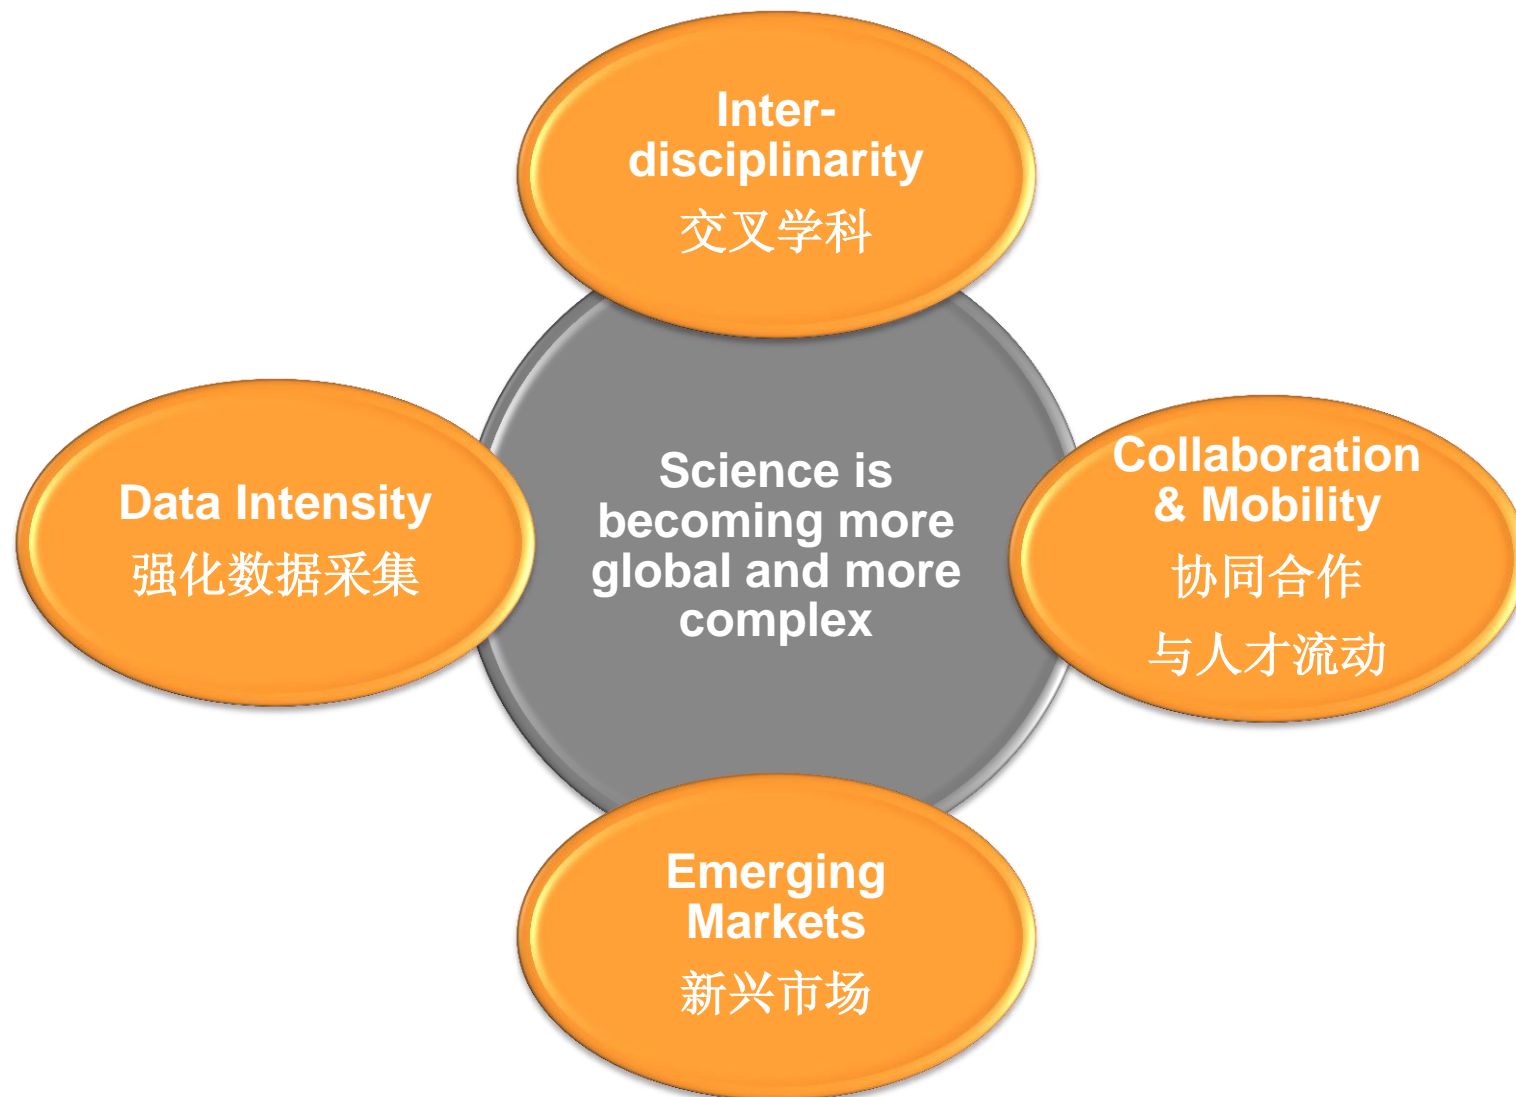 Inter-
disciplinarity
交叉学科
Data Intensity
强化数据采集
Science is
becoming more
global and more
complex
Collaboration
& Mobility
协同合作
与人才流动
Emerging
Markets
新兴市场